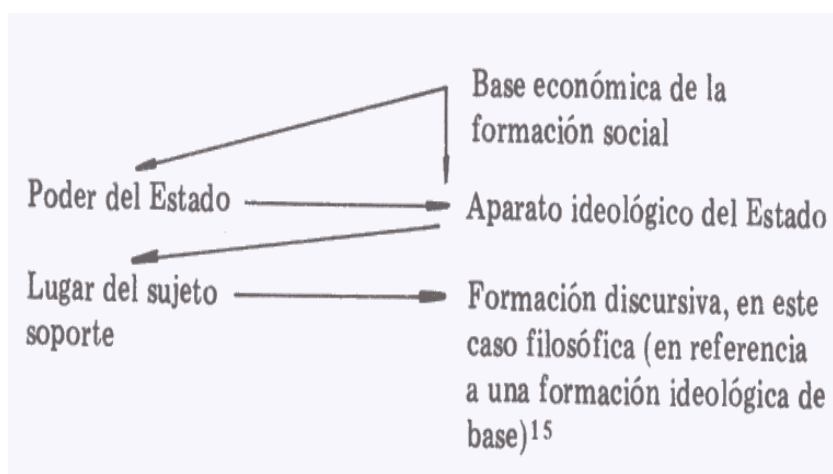 Base económica de la
formación social
Poder del Estado
Aparato ideológico del Estado
Lugar del sujeto
soporte
Formación discursiva, en este
caso filosófica (en referencia
a una formación ideológica de
base)15